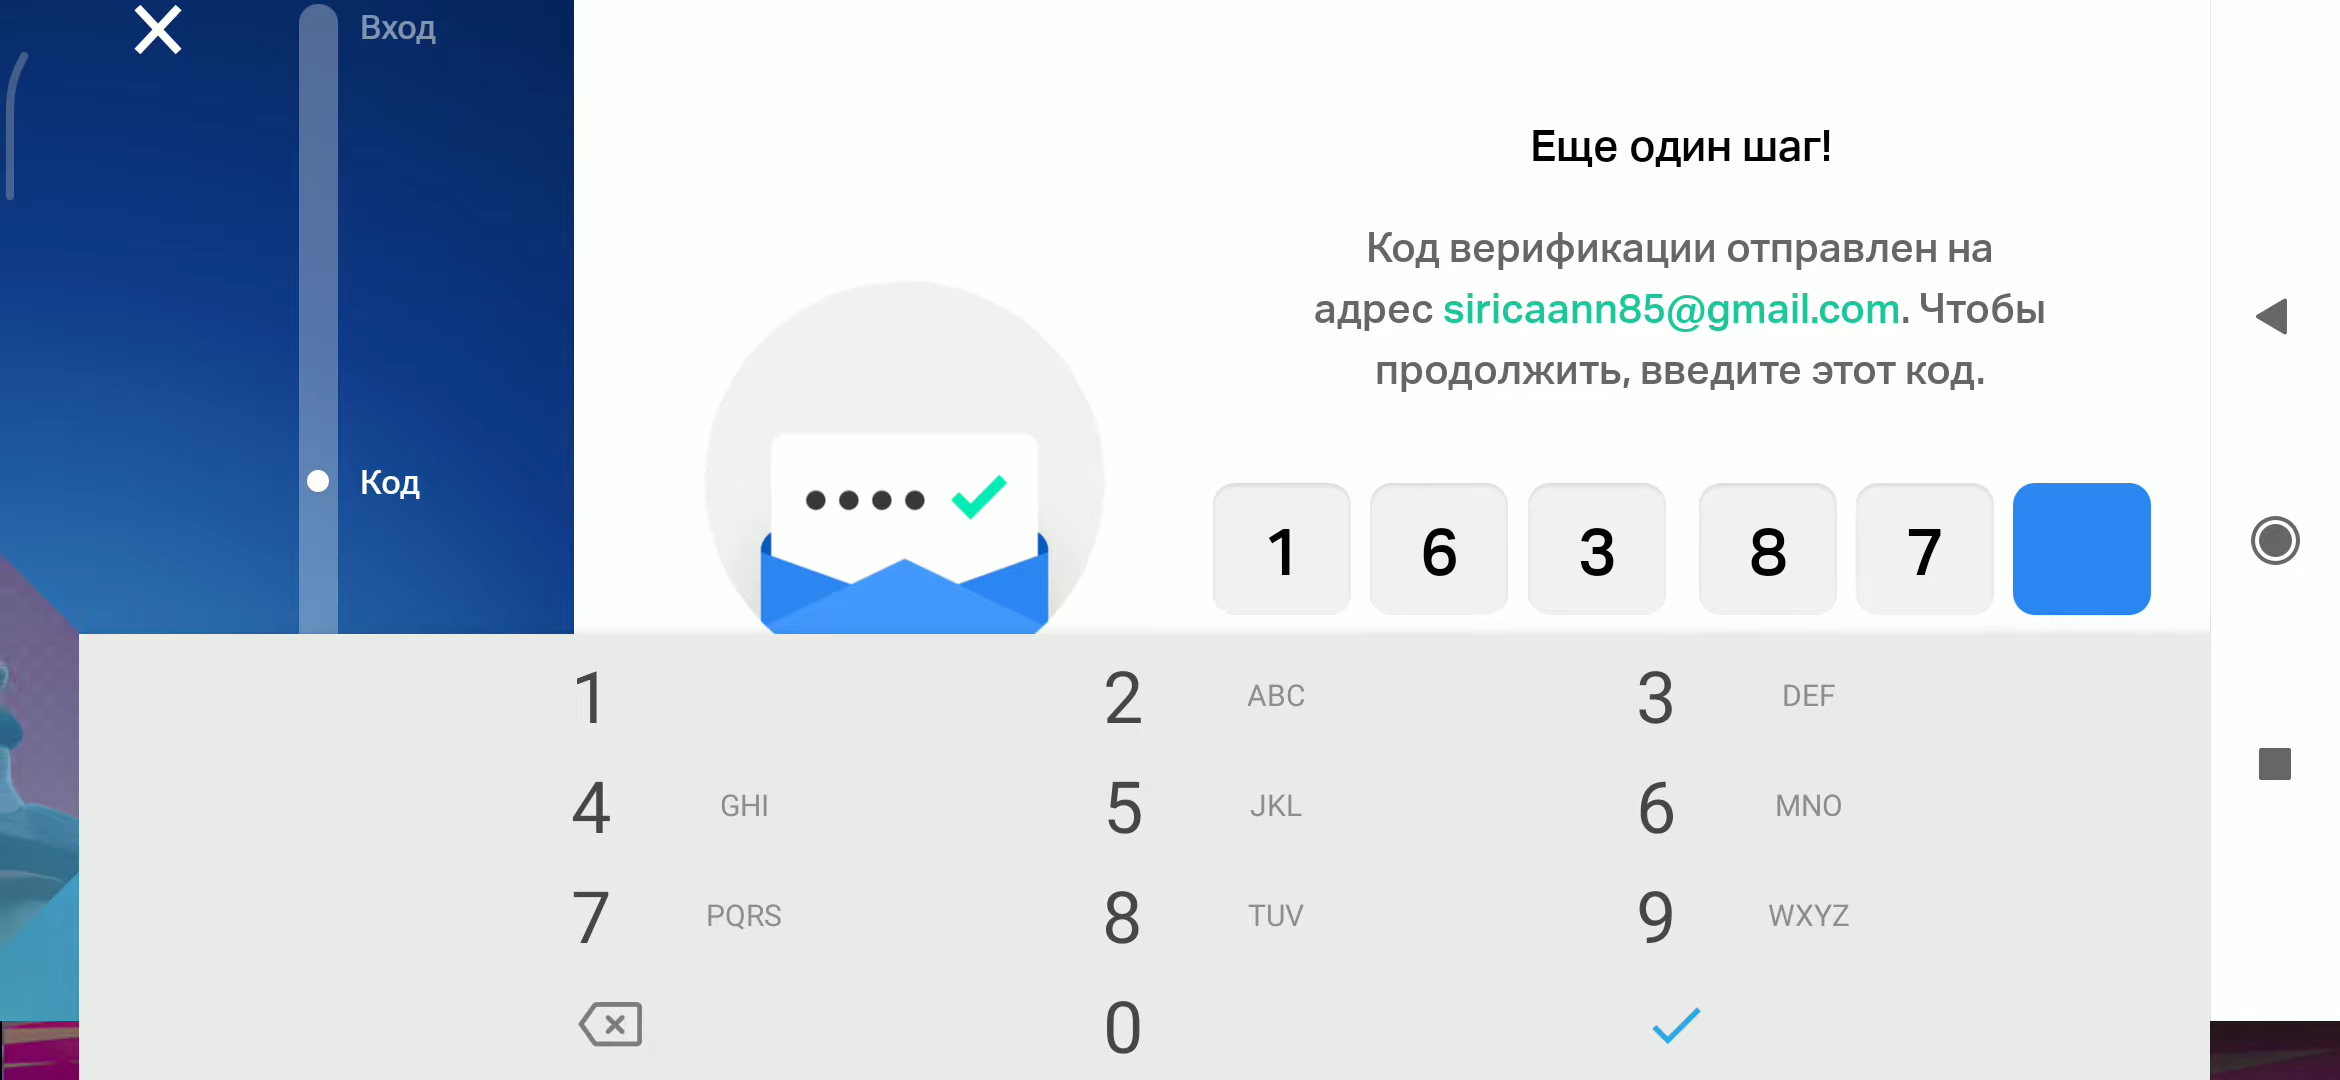 Вход
Код
Еще один шаг!
Код верификации отправлен на
адрес siricaann85@gmail.com. Чтобы
продолжить, введите этот код.
1 6 3 8 7
1 2 ABC 3 DEF
4 GHI 5 JKL 6 MNO
7 PQRS 8 TUV 9 WXYZ
0